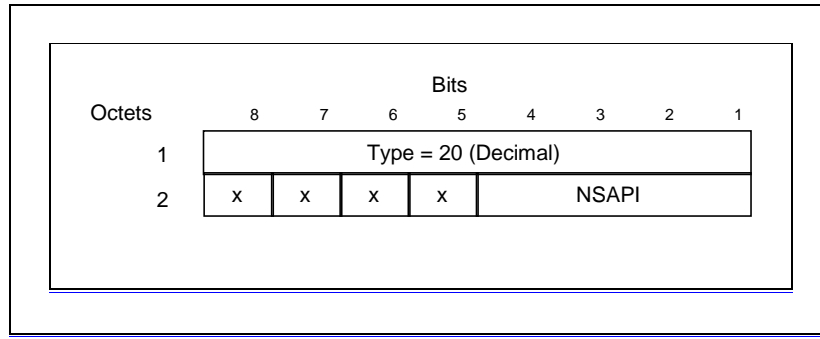 Bits
Octets 8 7 6 5 4 3 2 1
1 Type = 20 (Decimal)
2 x x x x NSAPI